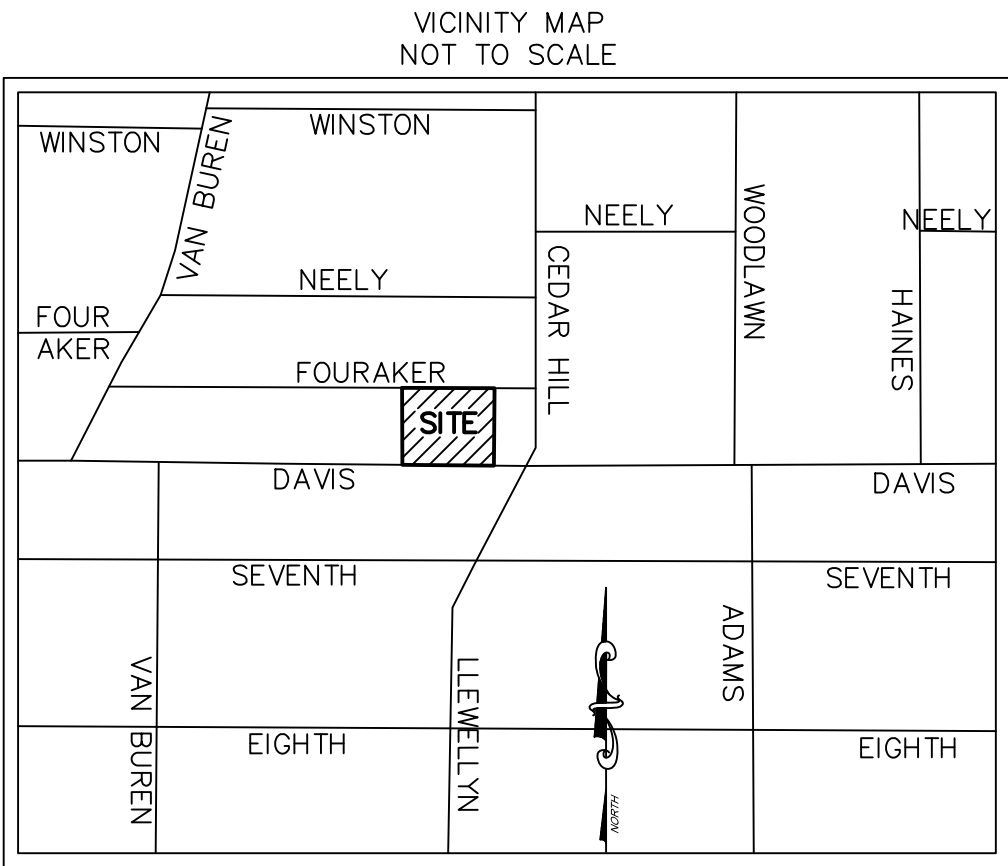 VICINITY MAP
NOT TO SCALE
WINSTON
VAN BUREN
WINSTON
NEELY
WOODLAWN
NEELY
CEDAR HILL
NEELY
HAINES
FOUR
AKER
FOURAKER
SITE
DAVIS
DAVIS
SEVENTH
SEVENTH
ADAMS
VAN BUREN
LLEWELLYN
EIGHTH
EIGHTH
NORTH